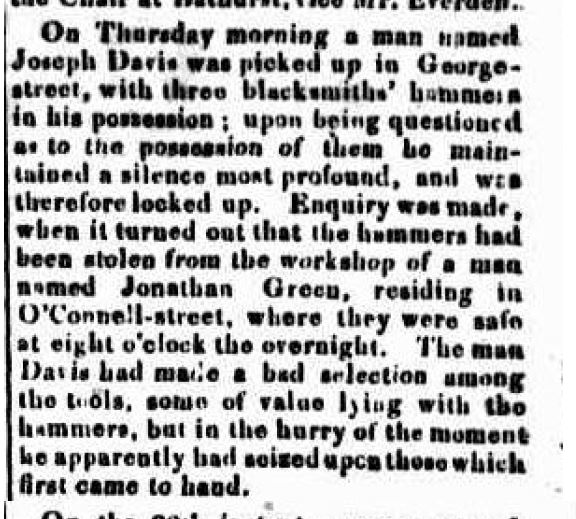 the Chair at Bathurst, vice Mr. Everden.
On Thursday morning a man named
Joseph Davis was picked up in George-
street, with three blacksmiths' hammers
in his possession; upon being questioned
as to the possession of them he main-
tained a silence most profound, and was
therefore locked up. Enquiry was made,
when it turned out that the hammers had
been stolen from the workshop of a man
named Jonathan Green, residing in
O'Connell-street, where they were safe
at eight o'clock the overnight. The man
Davis had made a bad selection among
the tools, some of value lying with the
hammers, but in the hurry of the moment
he apparently had seized upon those which
first came to hand.
On the